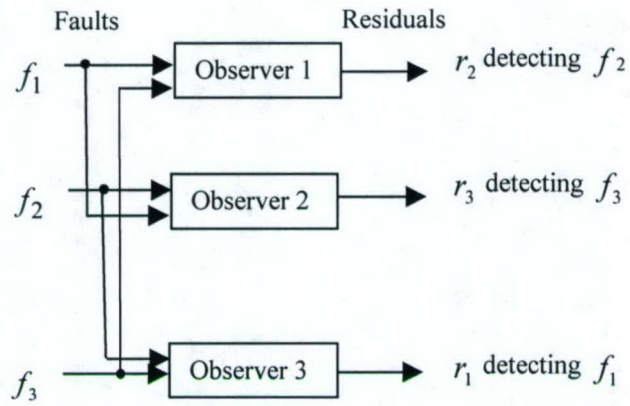 Faults Residuals
f₁ Observer 1 r₂ detecting f₂
f₂ Observer 2 r₃ detecting f₃
f₃ Observer 3 r₁ detecting f₁